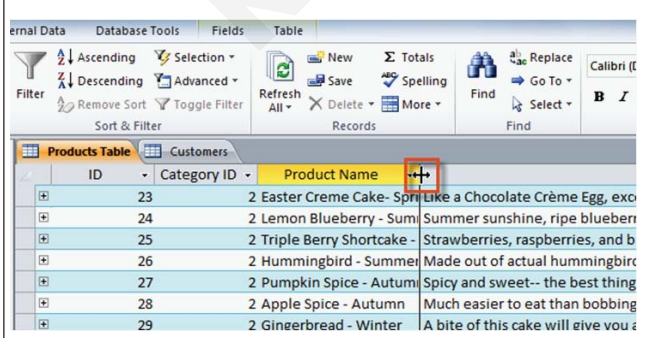 ernal Data Database Tools Fields Table
Ascending Selection New Σ Totals Replace Calibri (
Descending Advanced Save Spelling Go To
Filter Remove Sort Toggle Filter Refresh All Delete More Find Select B I
Sort & Filter Records Find
Products Table Customers
ID Category ID Product Name
23 2 Easter Creme Cake- Spri Like a Chocolate Crème Egg, exc
24 2 Lemon Blueberry - Sum Summer sunshine, ripe blueber
25 2 Triple Berry Shortcake - Strawberries, raspberries, and b
26 2 Hummingbird - Summer Made out of actual hummingbir
27 2 Pumpkin Spice - Autum Spicy and sweet-- the best thing
28 2 Apple Spice - Autumn Much easier to eat than bobbing
29 2 Gingerbread - Winter A bite of this cake will give you a